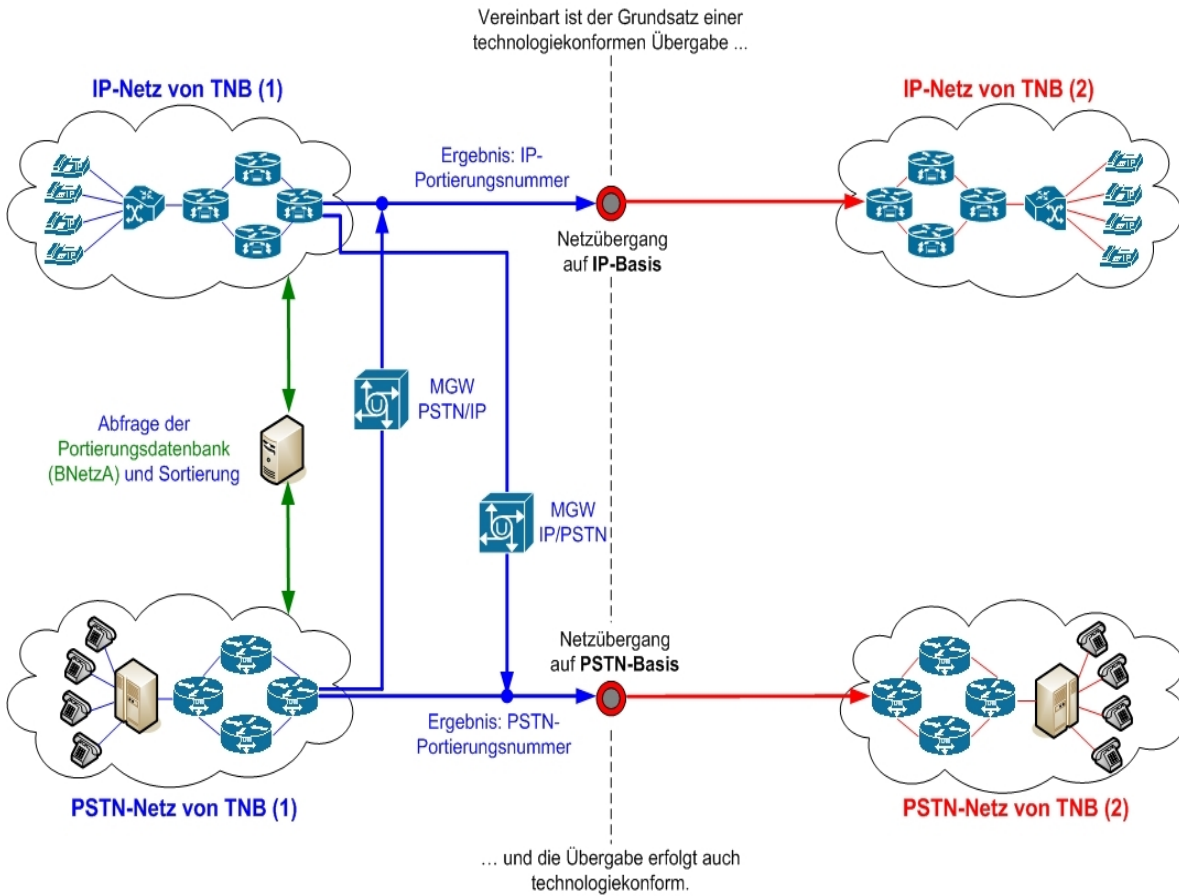 Vereinbart ist der Grundsatz einer
technologiekonformen Übergabe ...
IP-Netz von TNB (1)
IP-Netz von TNB (2)
Ergebnis: IP-
Portierungsnummer
Netzübergang
auf IP-Basis
MGW
PSTN/IP
Abfrage der
Portierungsdatenbank
(BNetzA) und Sortierung
MGW
IP/PSTN
Netzübergang
auf PSTN-Basis
Ergebnis: PSTN-
Portierungsnummer
PSTN-Netz von TNB (1)
PSTN-Netz von TNB (2)
... und die Übergabe erfolgt auch
technologiekonform.